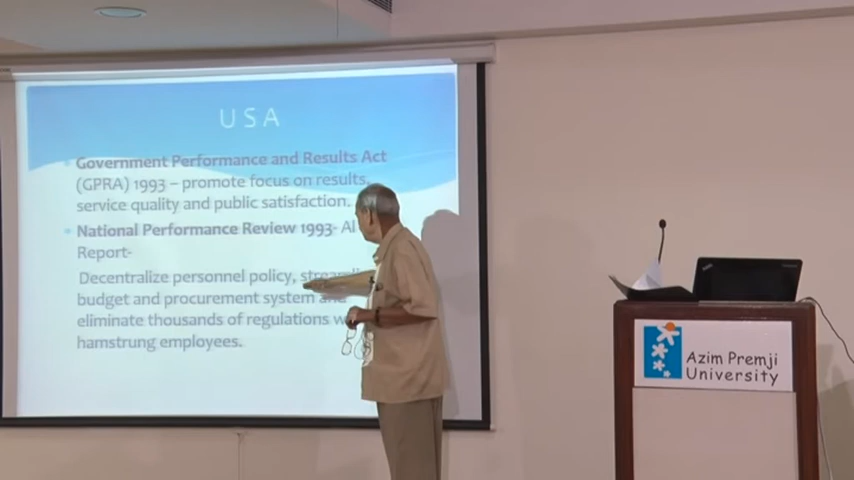 USA
Government Performance and Results Act
(GPRA) 1993 – promote focus on results,
service quality and public satisfaction.
National Performance Review 1993- Al
Report-
Decentralize personnel policy,
budget and procurement system and
eliminate thousands of regulations
hamstrung employees.
Azim Premji
University